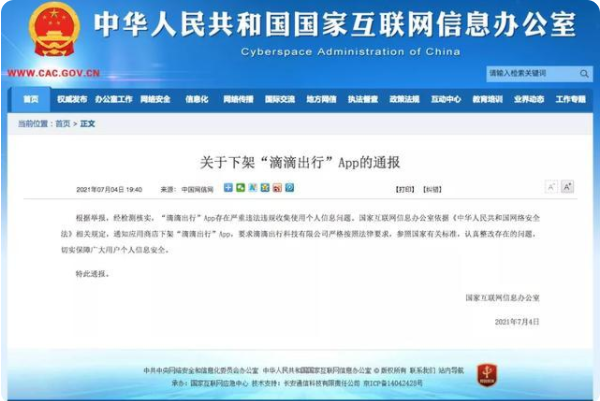 中华人民共和国国家互联网信息办公室
Cyberspace Administration of China
WWW.CAC.GOV.CN
请输入检索关键词
首页 权威发布 办公室工作 网络安全 信息化 网络传播 国际交流 地方网信 执法督查 政策法规 互动中心 教育培训 业界动态 工作专题
当前位置：首页 > 正文
关于下架“滴滴出行”App的通报
2021年07月04日 19:40 来源： 中国网信网 【打印】 【纠错】 A- A+
根据举报，经检测核实，“滴滴出行”App存在严重违法违规收集使用个人信息问题。国家互联网信息办公室依据《中华人民共和国网络安全
法》相关规定，通知应用商店下架“滴滴出行”App，要求滴滴出行科技有限公司严格按照法律要求，参照国家有关标准，认真整改存在的问题，
切实保障广大用户个人信息安全。
特此通报。
国家互联网信息办公室
2021年7月4日
中共中央网络安全和信息化委员会办公室 中华人民共和国国家互联网信息办公室 © 版权所有 联系我们 站内导航
承办：国家互联网应急中心 技术支持：长安通信科技有限责任公司 京ICP备14042428号